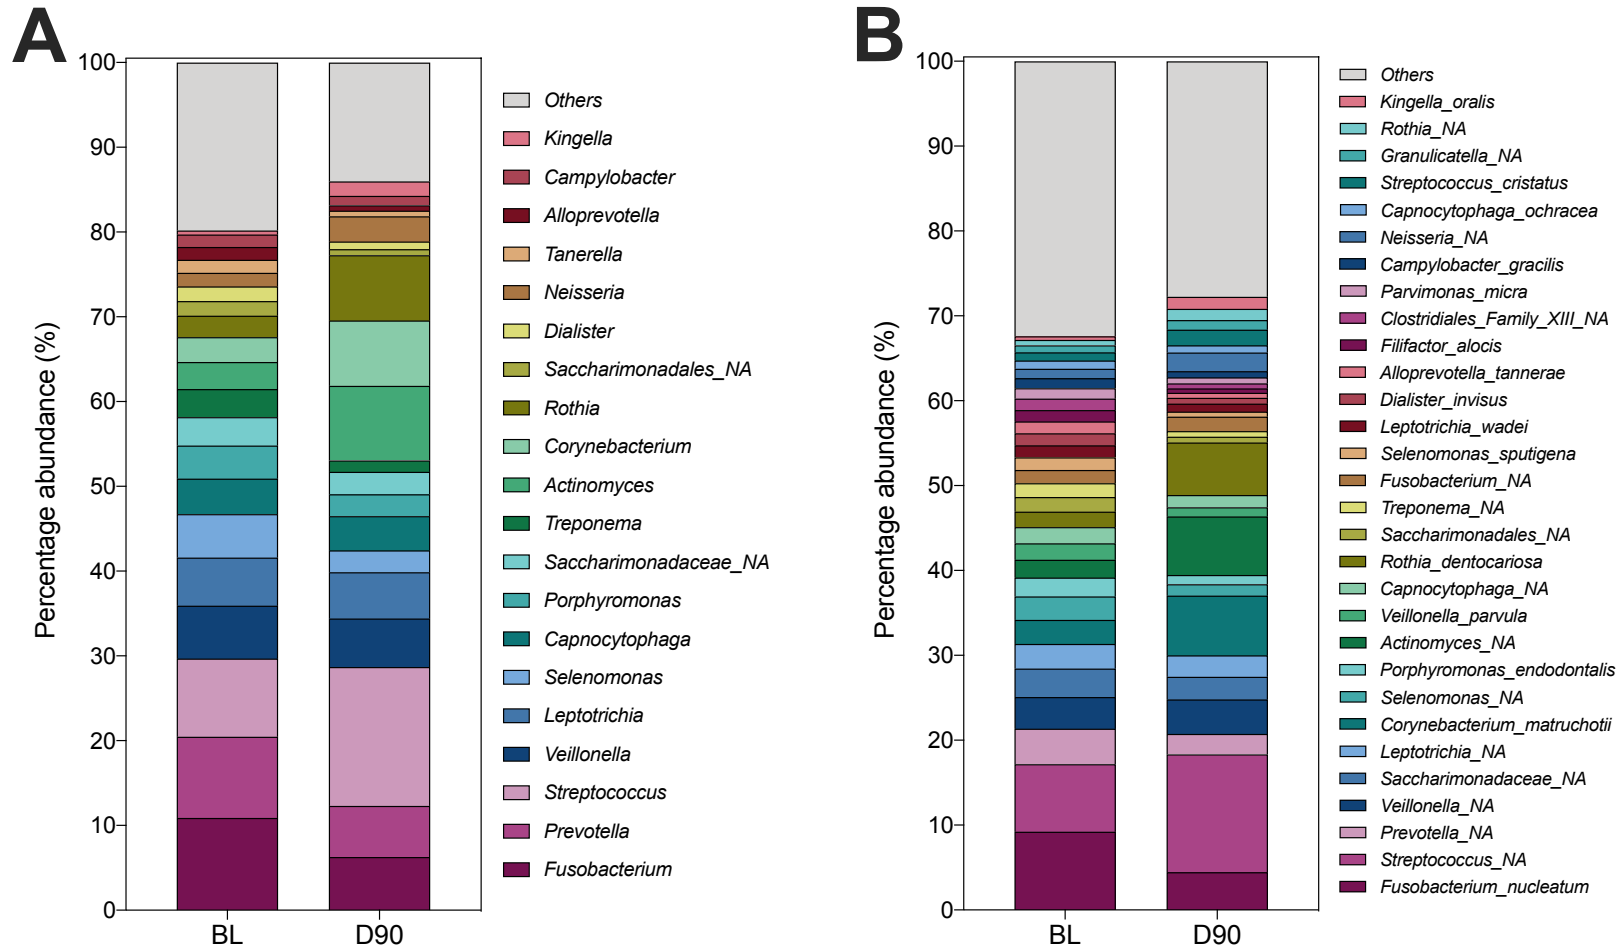 A
Percentage abundance (%)
100
90
80
70
60
50
40
30
20
10
0
BL
D90
Others
Kingella
Campylobacter
Alloprevotella
Tanerella
Neisseria
Dialister
Saccharimonadales_NA
Rothia
Corynebacterium
Actinomyces
Treponema
Saccharimonadaceae_NA
Porphyromonas
Capnocytophaga
Selenomonas
Leptotrichia
Veillonella
Streptococcus
Prevotella
Fusobacterium
B
Percentage abundance (%)
100
90
80
70
60
50
40
30
20
10
0
BL
D90
Others
Kingella_oralis
Rothia_NA
Granulicatella_NA
Streptococcus_cristatus
Capnocytophaga_ochracea
Neisseria_NA
Campylobacter_gracilis
Parvimonas_micra
Clostridiales_Family_XIII_NA
Filifactor_alocis
Alloprevotella_tannerae
Dialister_invisus
Leptotrichia_wadei
Selenomonas_sputigena
Fusobacterium_NA
Treponema_NA
Saccharimonadales_NA
Rothia_dentocariosa
Capnocytophaga_NA
Veillonella_parvula
Actinomyces_NA
Porphyromonas_endodontalis
Selenomonas_NA
Corynebacterium_matruchotii
Leptotrichia_NA
Saccharimonadaceae_NA
Veillonella_NA
Prevotella_NA
Streptococcus_NA
Fusobacterium_nucleatum